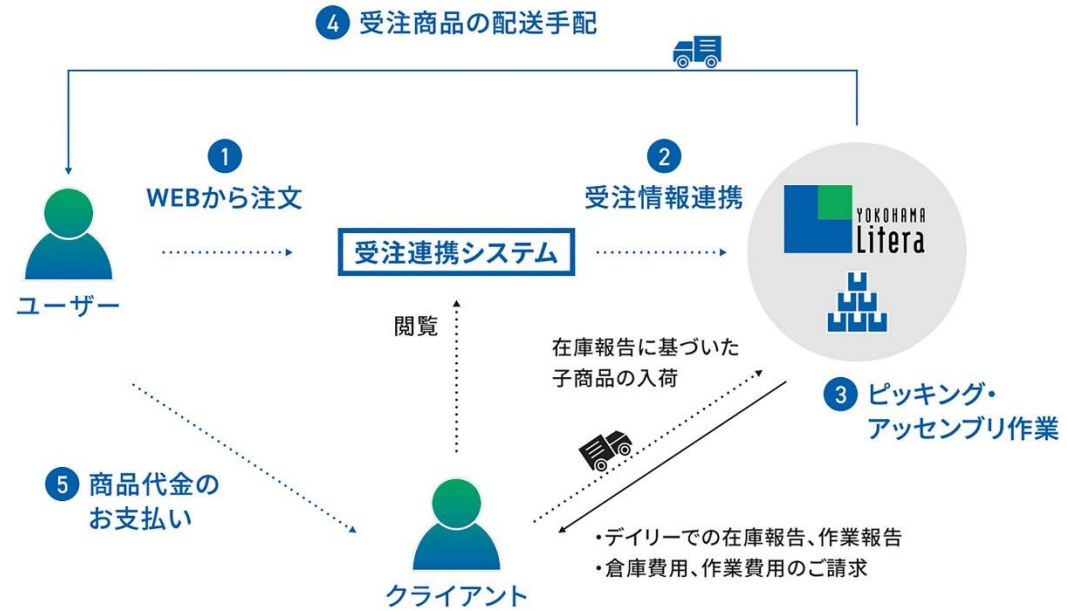 4 受注商品の配送手配
1
WEBから注文
2
受注情報連携
YOKOHAMA
Litera
受注連携システム
ユーザー
閲覧
在庫報告に基づいた
子商品の入荷
3 ピッキング・
アッセンブリ作業
5 商品代金の
お支払い
・デイリーでの在庫報告、作業報告
・倉庫費用、作業費用のご請求
クライアント